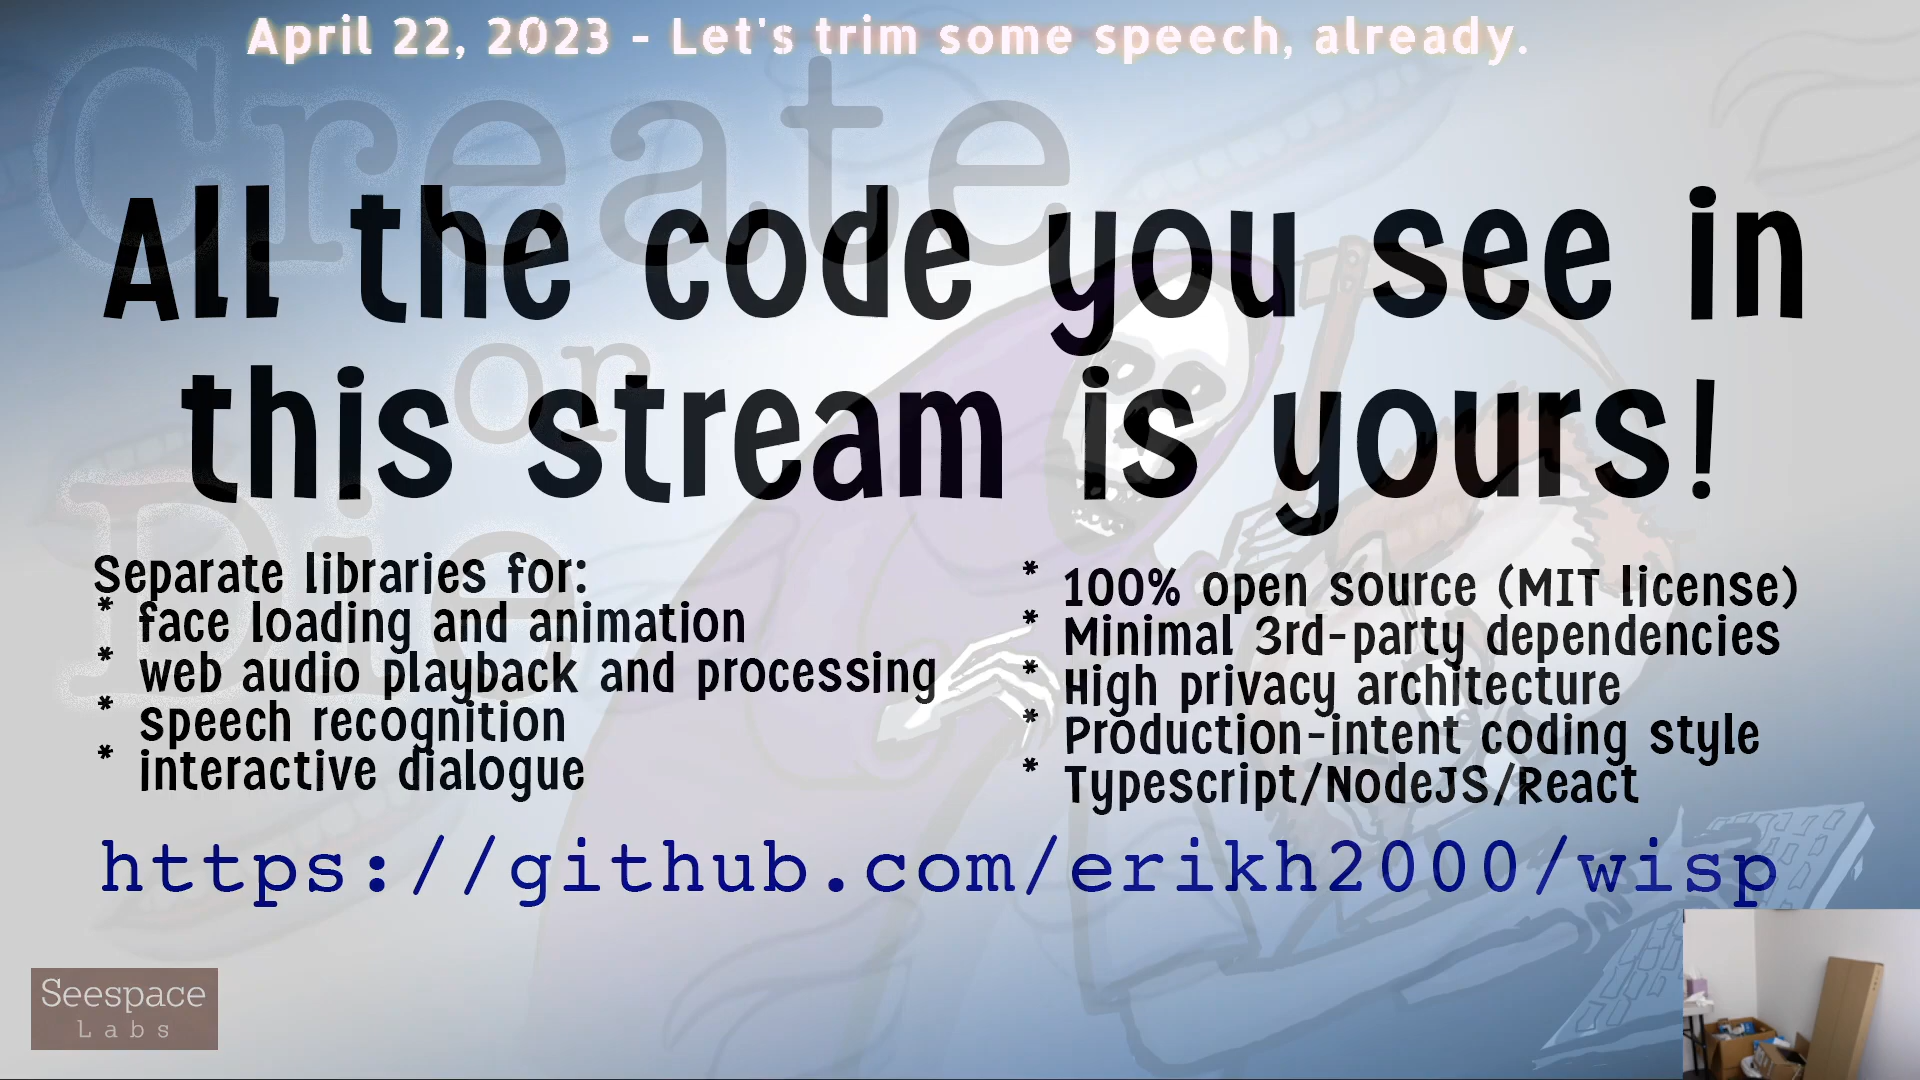 April 22, 2023 - Let's trim some speech, already.
Create
or
Die
All the code you see in
this stream is yours!
Separate libraries for:
* face loading and animation
* web audio playback and processing
* speech recognition
* interactive dialogue
* 100% open source (MIT license)
* Minimal 3rd-party dependencies
* High privacy architecture
* Production-intent coding style
* Typescript/NodeJS/React
https://github.com/erikh2000/wisp
Seespace
Labs